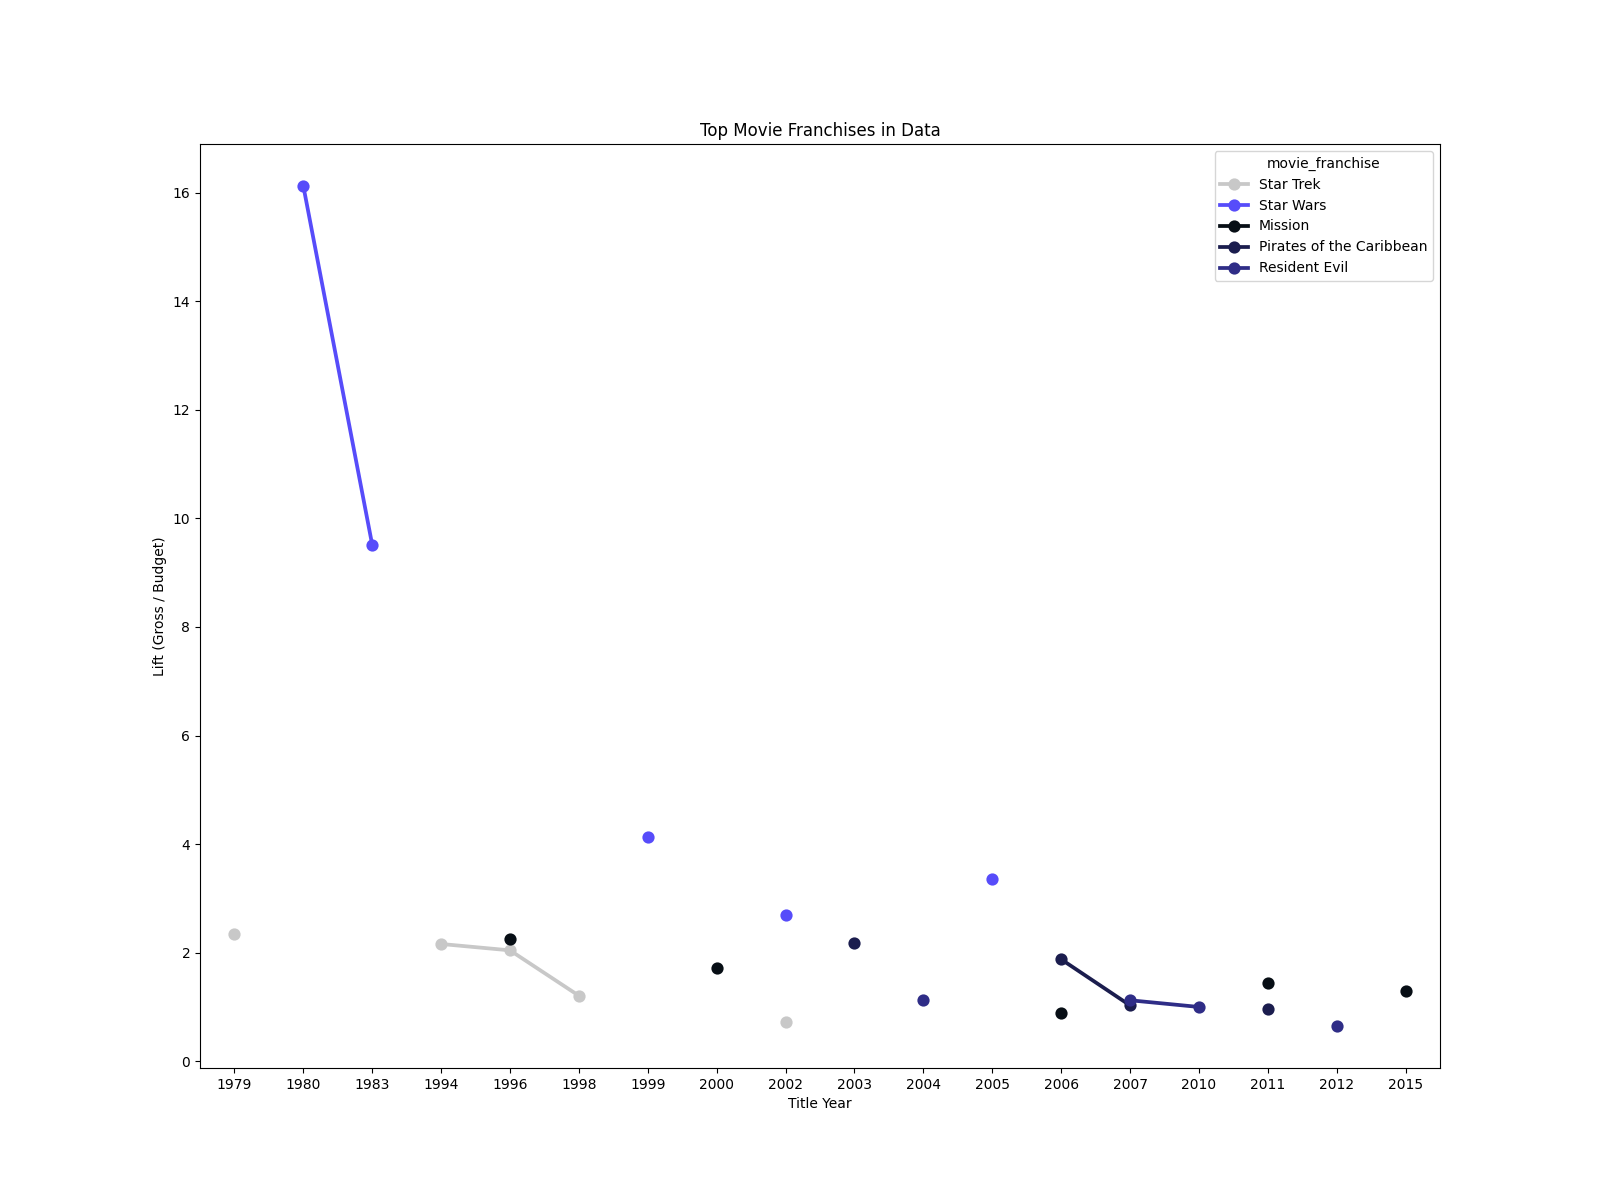 Top Movie Franchises in Data
movie_franchise
Star Trek
Star Wars
Mission
Pirates of the Caribbean
Resident Evil
Lift (Gross / Budget)
16
14
12
10
8
6
4
2
0
1979 1980 1983 1994 1996 1998 1999 2000 2002 2003 2004 2005 2006 2007 2010 2011 2012 2015
Title Year